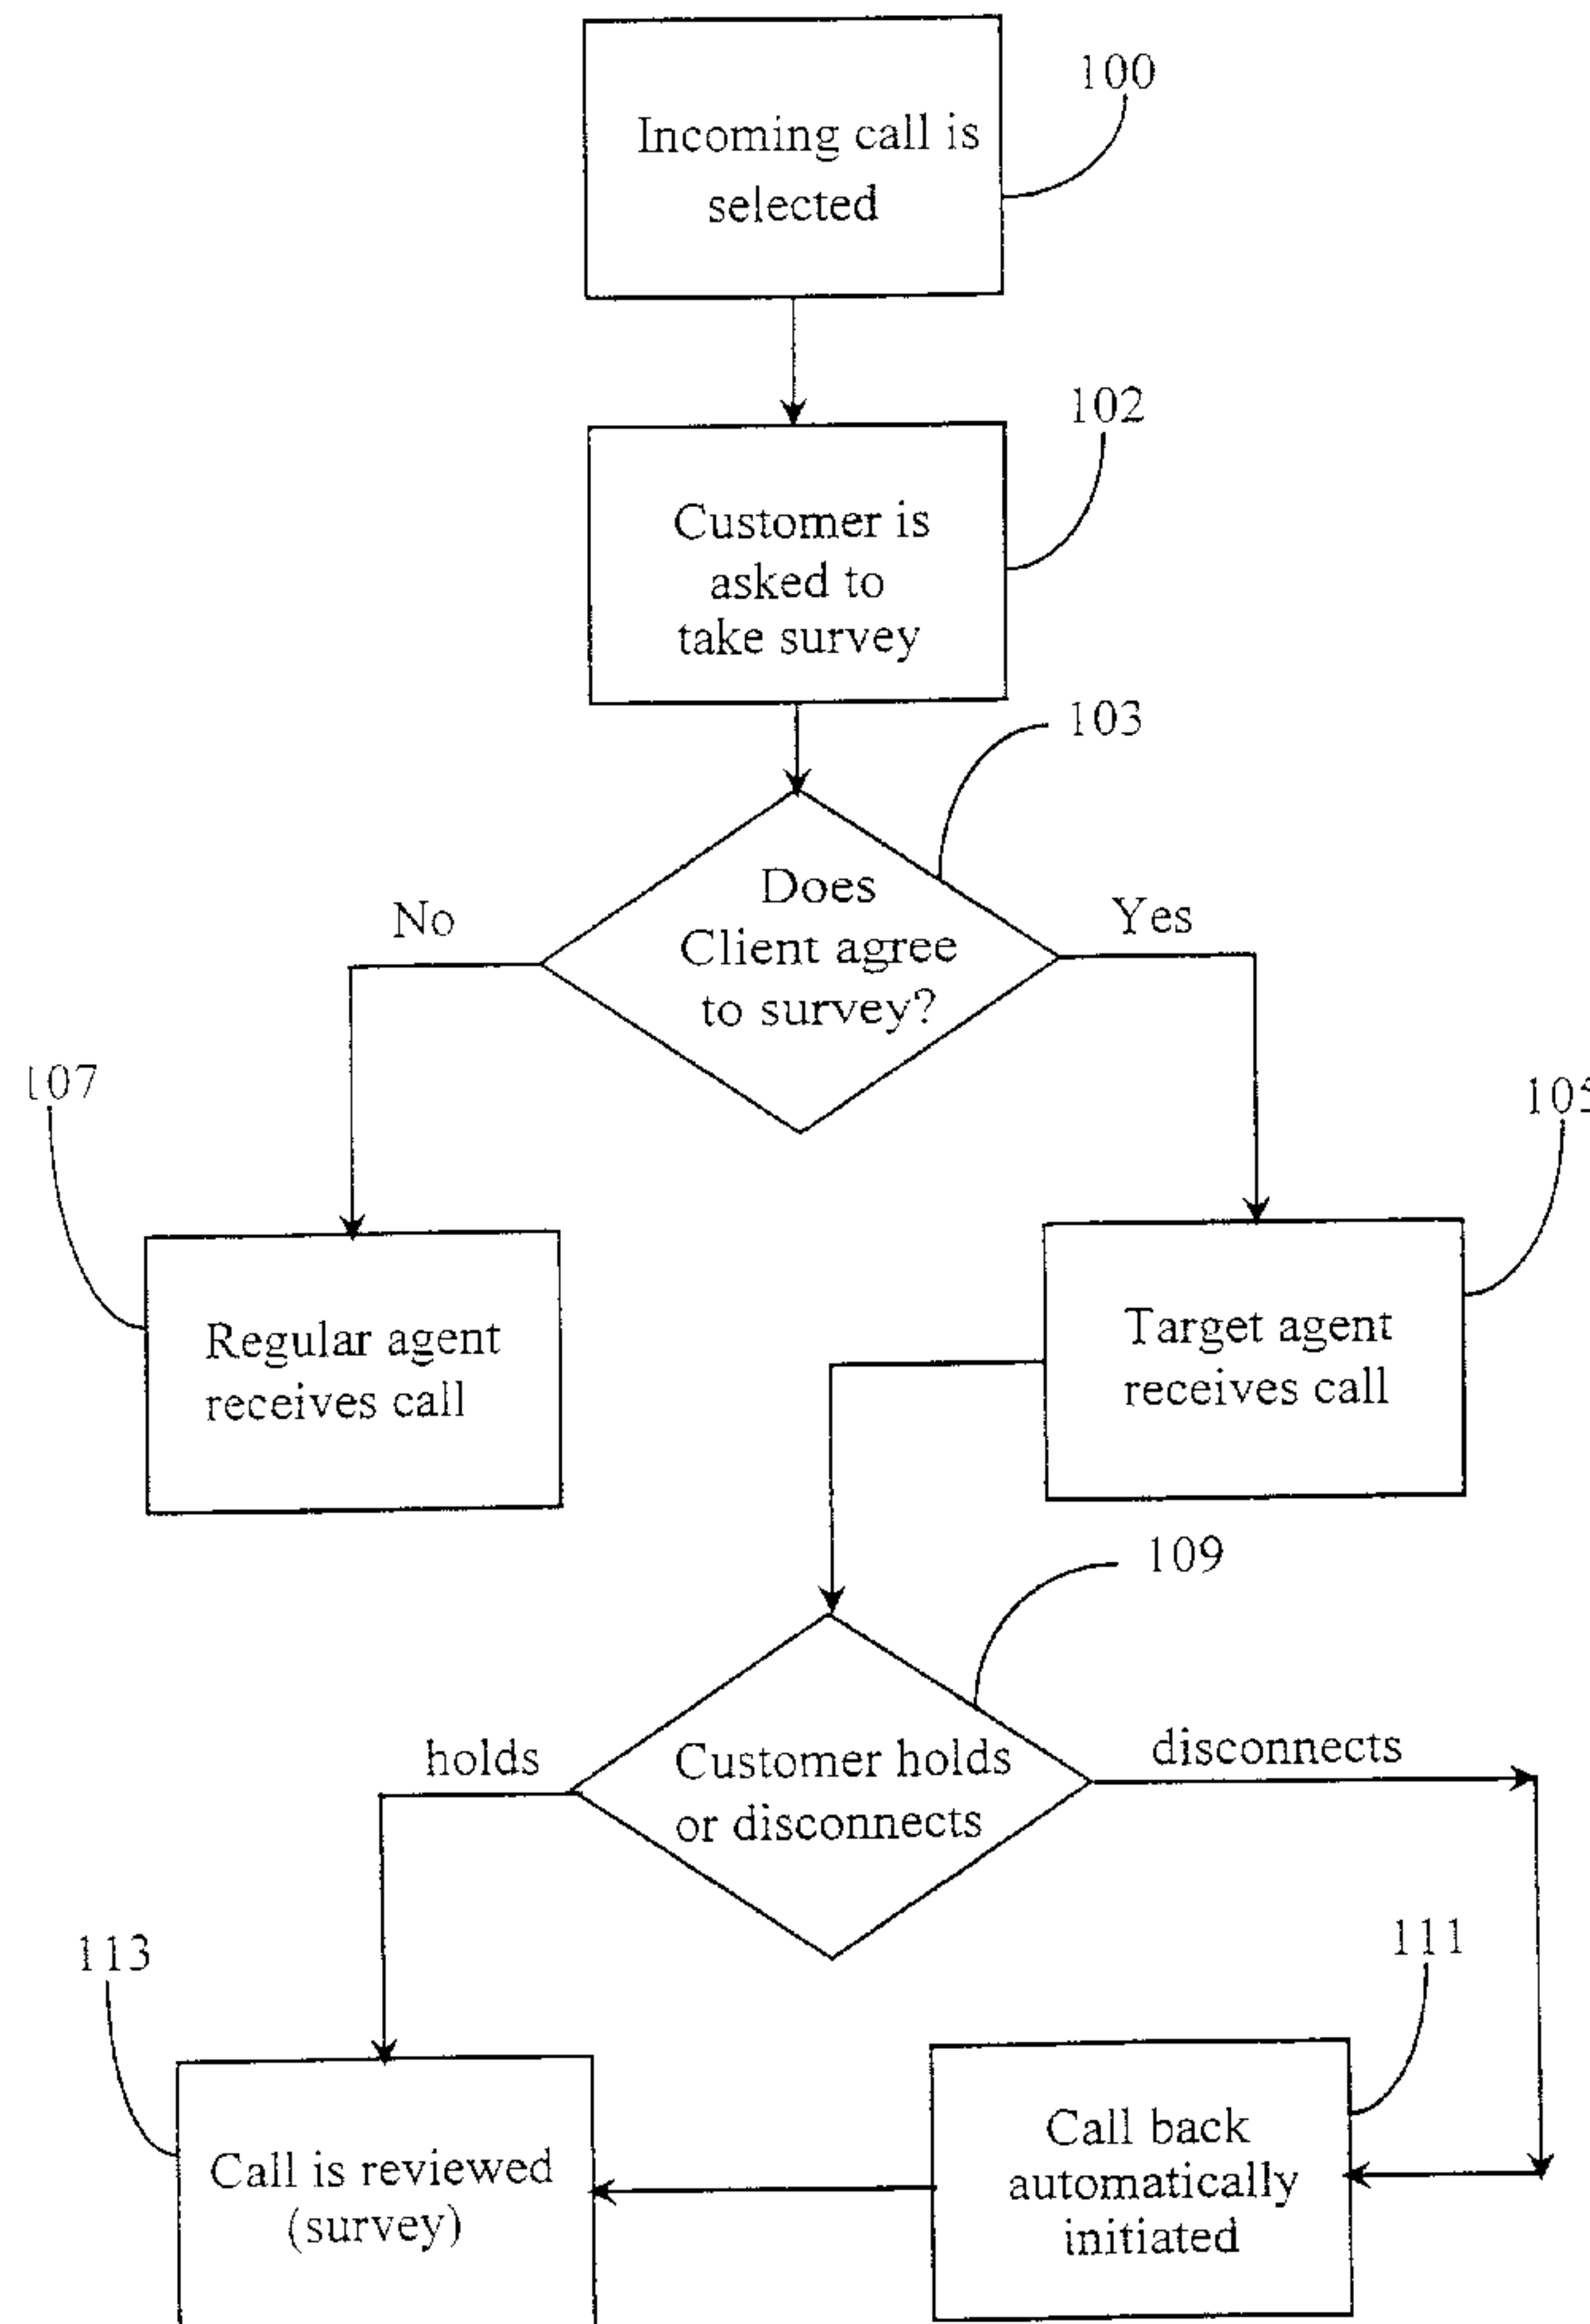 100
Incoming call is
selected
102
Customer is
asked to
take survey
103
Does
Client agree
to survey?
No
Yes
107
105
Regular agent
receives call
Target agent
receives call
109
Customer holds
or disconnects
holds
disconnects
113
111
Call is reviewed
(survey)
Call back
automatically
initiated